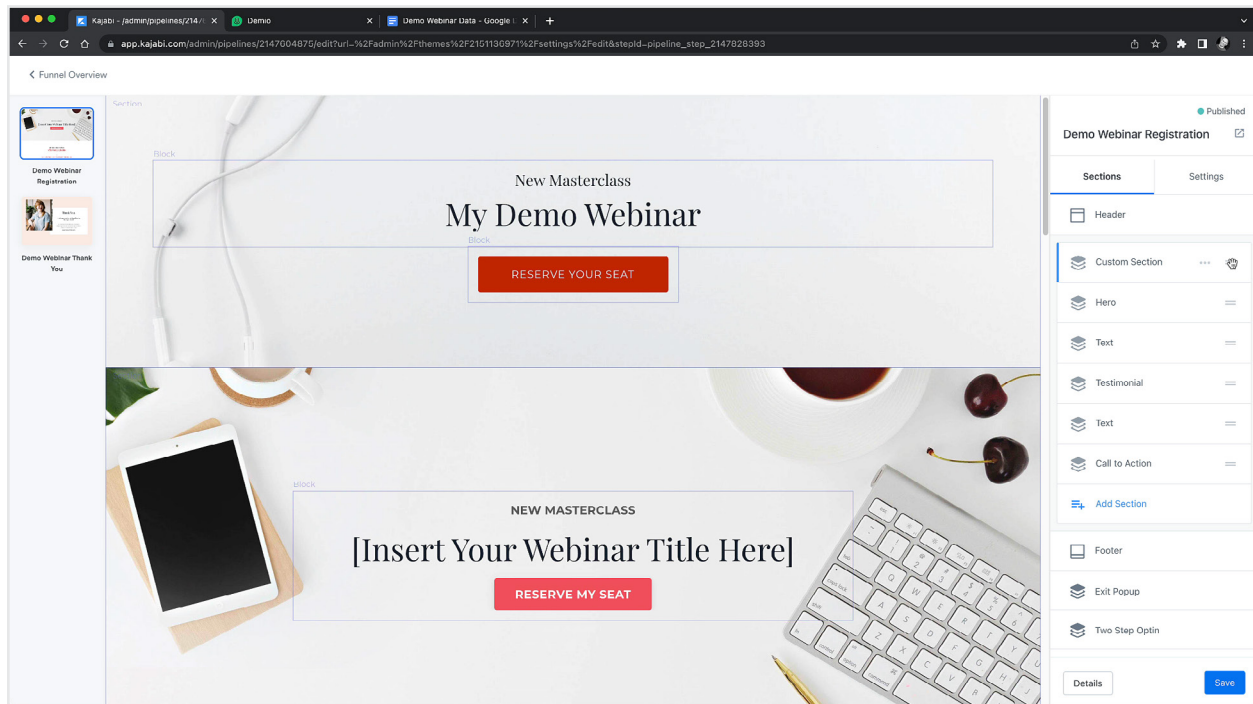 Kajabi - /admin/pipelines/2147
Demio
Demo Webinar Data - Google
app.kajabi.com/admin/pipelines/2147604875/edit?url=%2Fadmin%2Fthemes%2F2151130971%2Fsettings%2Fedit&stepId=pipeline_step_2147828393
Funnel Overview
Demo Webinar
Registration
Demo Webinar Thank
You
Section
Block
New Masterclass
My Demo Webinar
Block
RESERVE YOUR SEAT
Block
NEW MASTERCLASS
[Insert Your Webinar Title Here]
RESERVE MY SEAT
Published
Demo Webinar Registration
Sections
Settings
Header
Custom Section
Hero
Text
Testimonial
Text
Call to Action
Add Section
Footer
Exit Popup
Two Step Optin
Details
Save